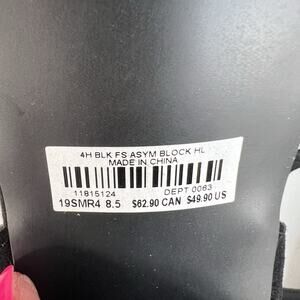 4H BLK FS ASYM BLOCK HL
MADE IN CHINA
11815124 DEPT 0063
19SMR4 8.5 $62.90 CAN $49.90 US